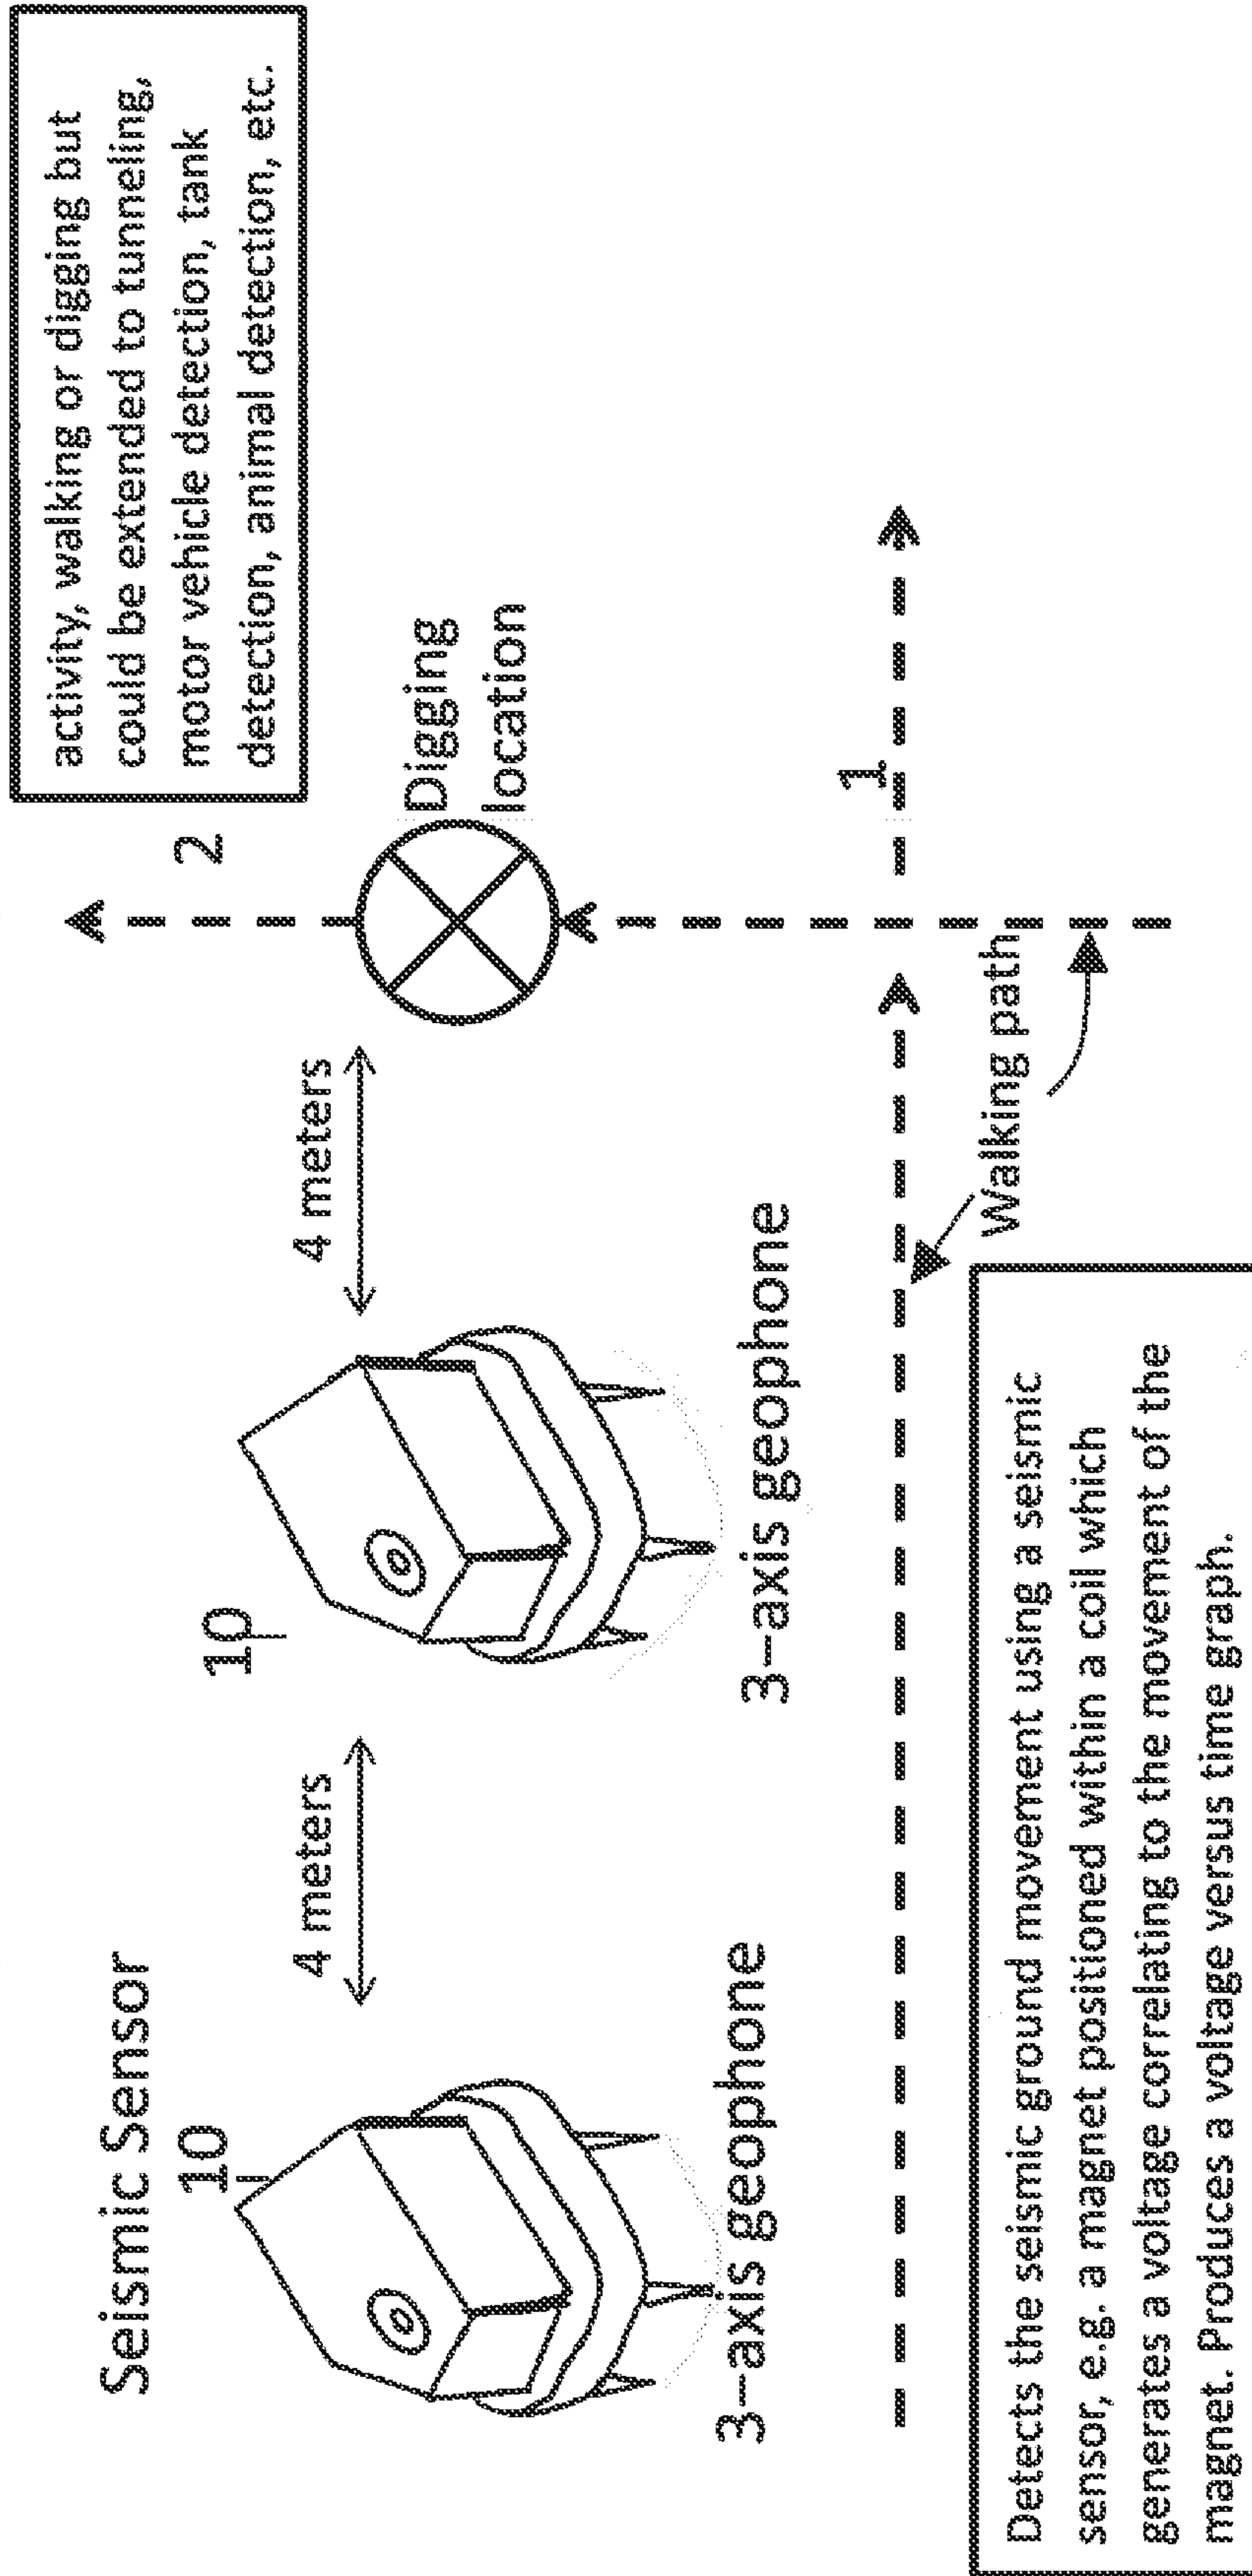 Seismic Sensor
10
10
4 meters
4 meters
3-axis geophone
3-axis geophone
2
activity, walking or digging but
could be extended to tunneling,
motor vehicle detection, tank
detection, animal detection, etc.
Digging
location
1
Walking path
Detects the seismic ground movement using a seismic
sensor, e.g. a magnet positioned within a coil which
generates a voltage correlating to the movement of the
magnet. Produces a voltage versus time graph.